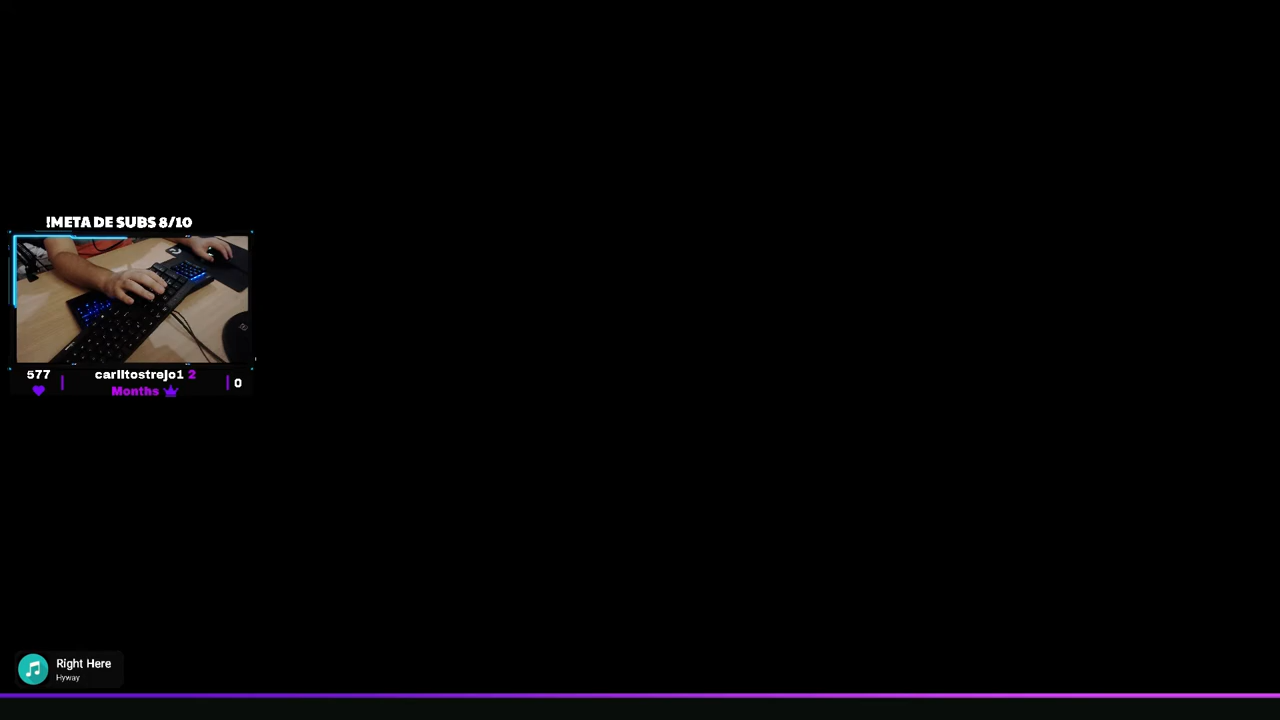 !META DE SUBS 8/10
577
carlitostrejo1 2
Months
0
Right Here
Hyway